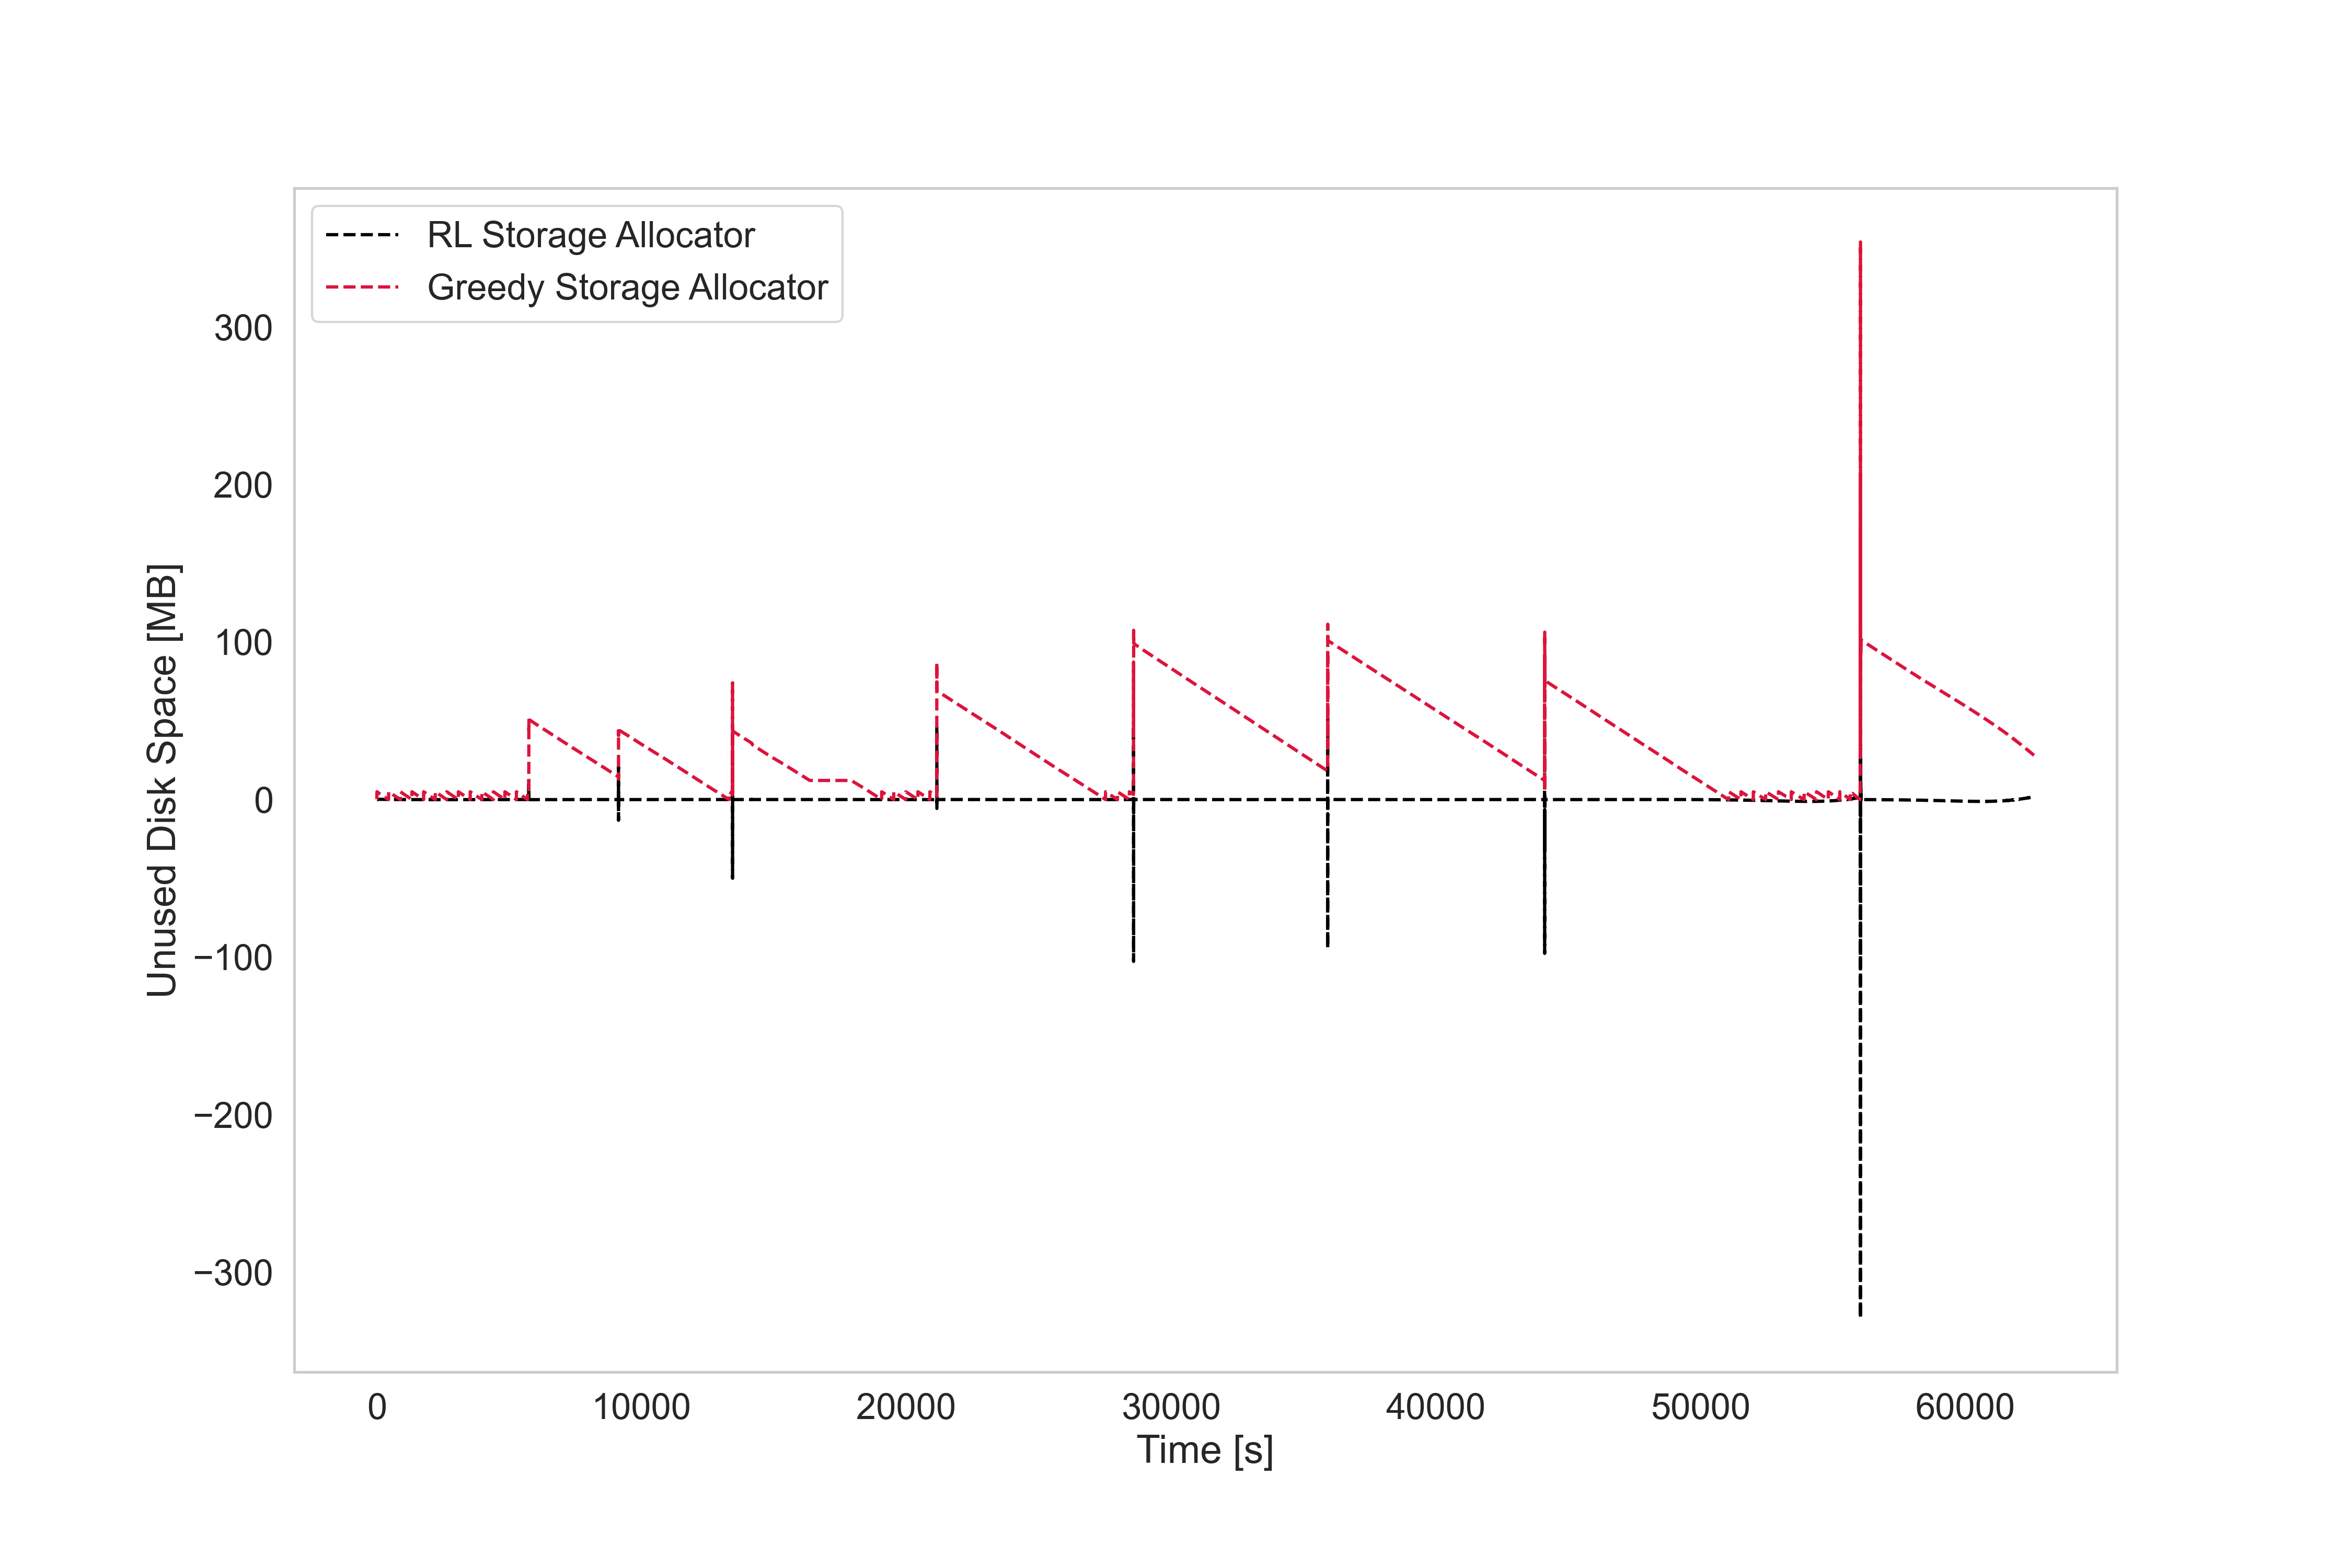 RL Storage Allocator
Greedy Storage Allocator
300
200
100
0
−100
−200
−300
Unused Disk Space [MB]
0 10000 20000 30000 40000 50000 60000
Time [s]